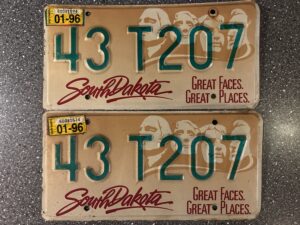 01-96
43 T207
South Dakota
GREAT FACES.
GREAT PLACES.
01-96
43 T207
South Dakota
GREAT FACES.
GREAT PLACES.